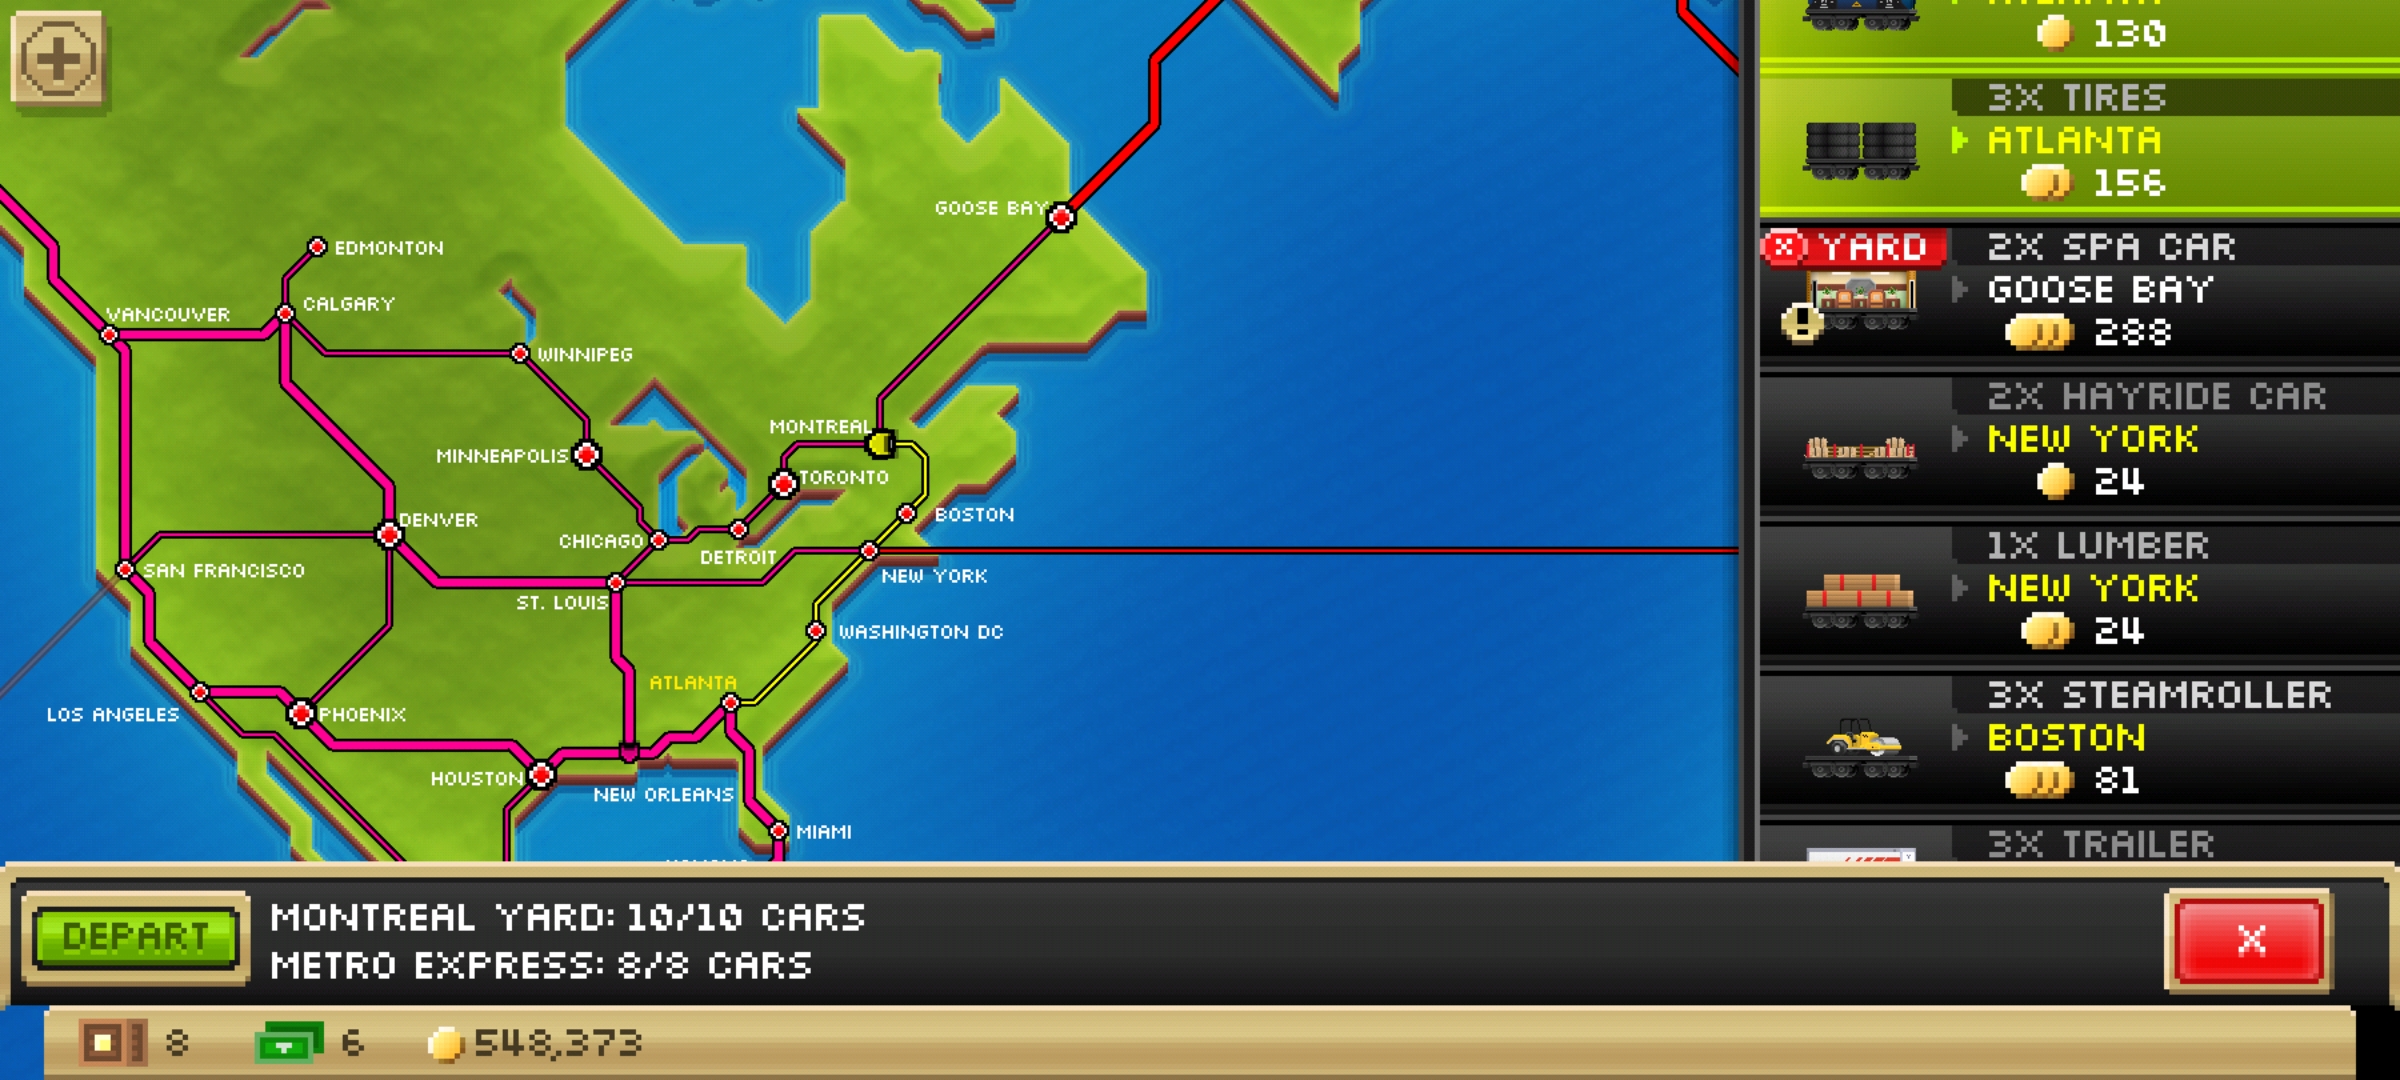 EDMONTON
VANCOUVER
CALGARY
WINNIPEG
GOOSE BAY
MONTREAL
MINNEAPOLIS
TORONTO
BOSTON
DENVER
CHICAGO
DETROIT
SAN FRANCISCO
NEW YORK
ST. LOUIS
WASHINGTON DC
ATLANTA
LOS ANGELES
PHOENIX
HOUSTON
NEW ORLEANS
MIAMI
ATLANTA
130
3X TIRES
ATLANTA
156
X YARD
2X SPA CAR
GOOSE BAY
288
2X HAYRIDE CAR
NEW YORK
24
1X LUMBER
NEW YORK
24
3X STEAMROLLER
BOSTON
81
3X TRAILER
DEPART
MONTREAL YARD: 10/10 CARS
METRO EXPRESS: 8/8 CARS
X
8
6
548,373